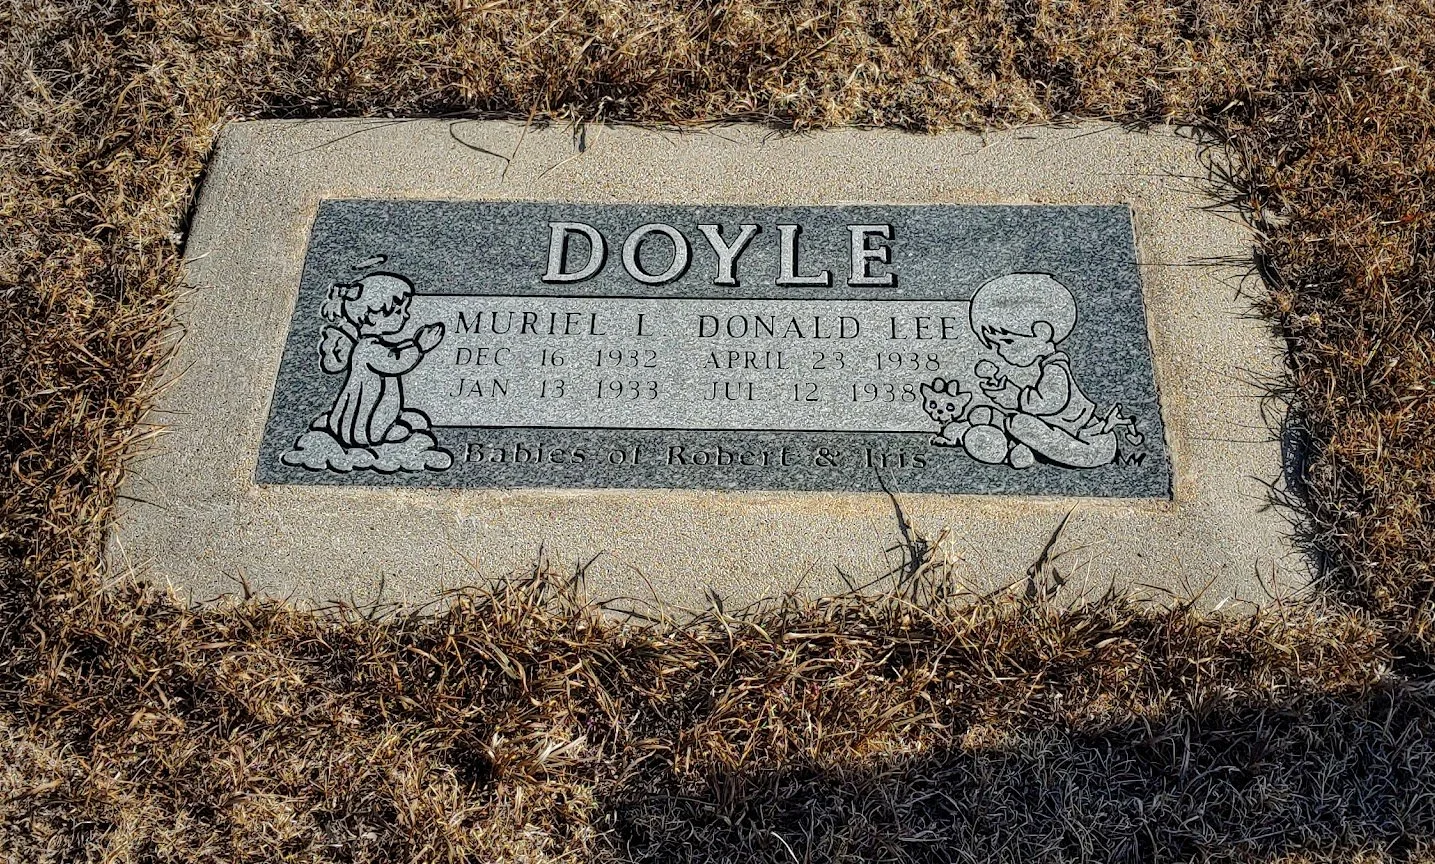 DOYLE
MURIEL L DONALD LEE
DEC 16 1932 APRIL 23 1938
JAN 13 1933 JUL 12 1938
Babies of Robert & Iris